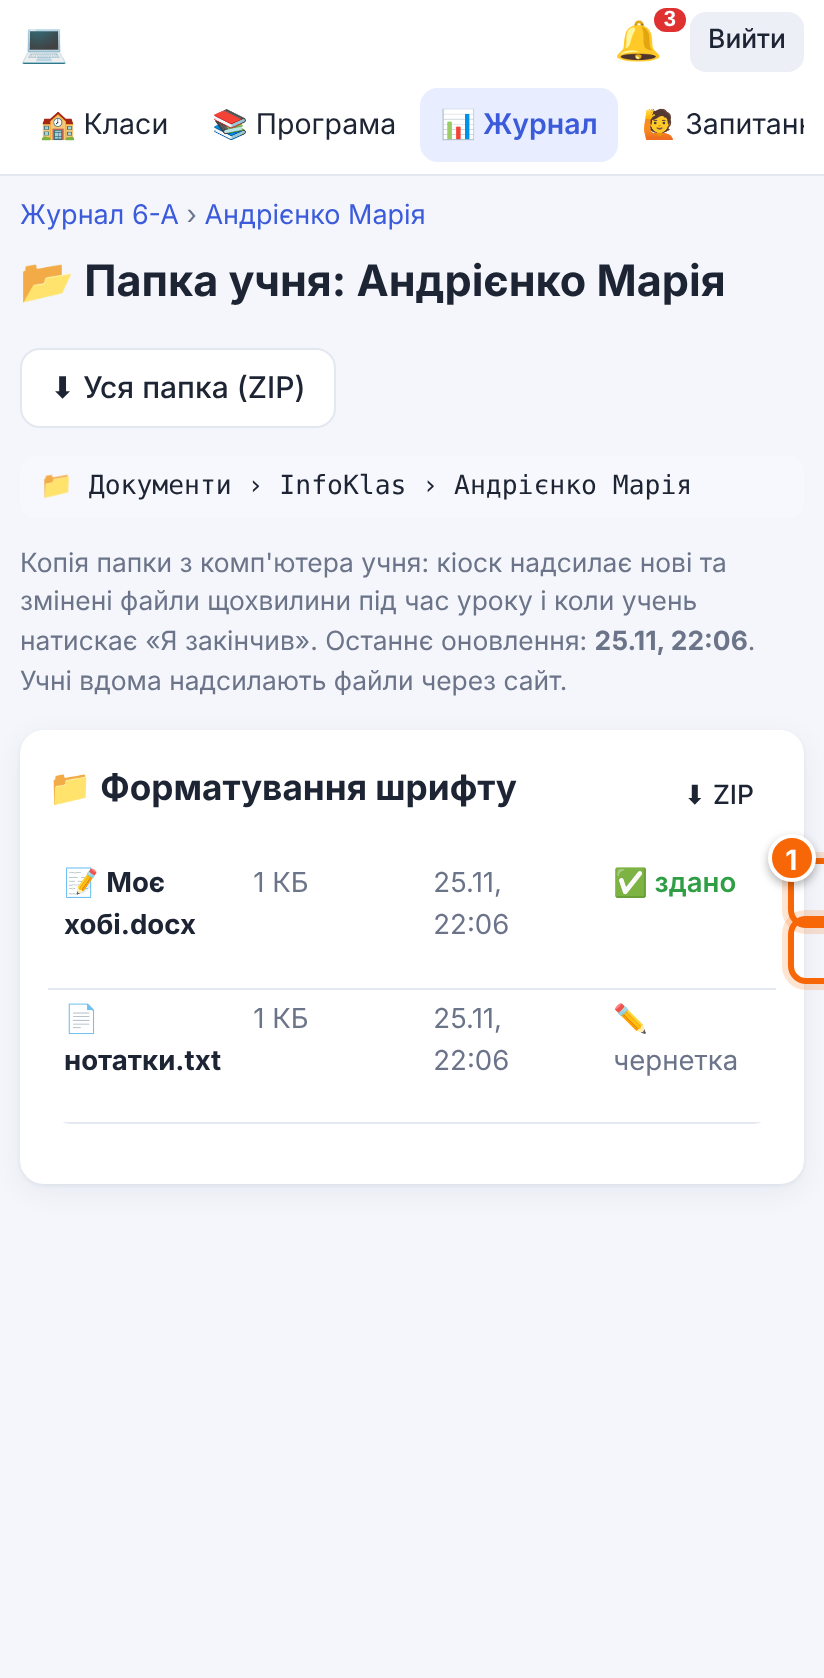 3
Вийти
Класи
Програма
Журнал
Журнал 6-А › Андрієнко Марія
Папка учня: Андрієнко Марія
⬇ Уся папка (ZIP)
Документи › InfoKlas › Андрієнко Марія
Копія папки з комп'ютера учня: кіоск надсилає нові та
змінені файли щохвилини під час уроку і коли учень
натискає «Я закінчив». Останнє оновлення: 25.11, 22:06.
Учні вдома надсилають файли через сайт.
Форматування шрифту
⬇ ZIP
1
Моє хобі.docx
1 КБ
25.11, 22:06
здано
нотатки.txt
1 КБ
25.11, 22:06
чернетка